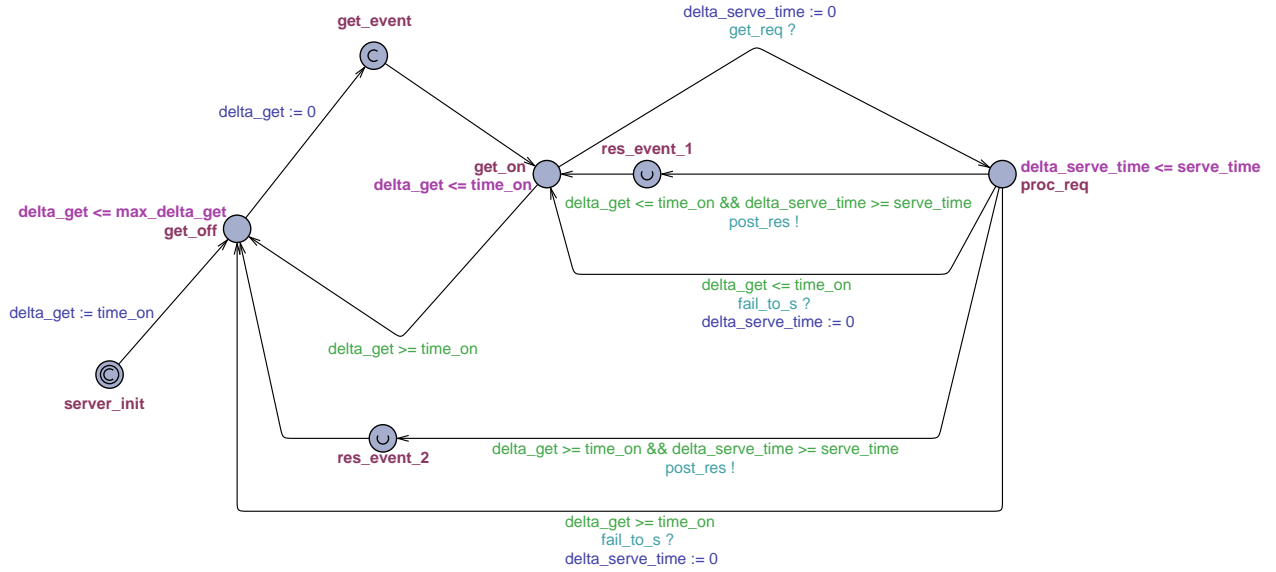 delta_serve_time := 0
get_req ?
get_event
C
delta_get := 0
res_event_1
get_on
delta_get <= time_on
U
delta_serve_time <= serve_time
proc_req
delta_get <= time_on && delta_serve_time >= serve_time
post_res !
delta_get <= max_delta_get
get_off
delta_get <= time_on
fail_to_s ?
delta_serve_time := 0
delta_get := time_on
delta_get >= time_on
C
server_init
U
res_event_2
delta_get >= time_on && delta_serve_time >= serve_time
post_res !
delta_get >= time_on
fail_to_s ?
delta_serve_time := 0